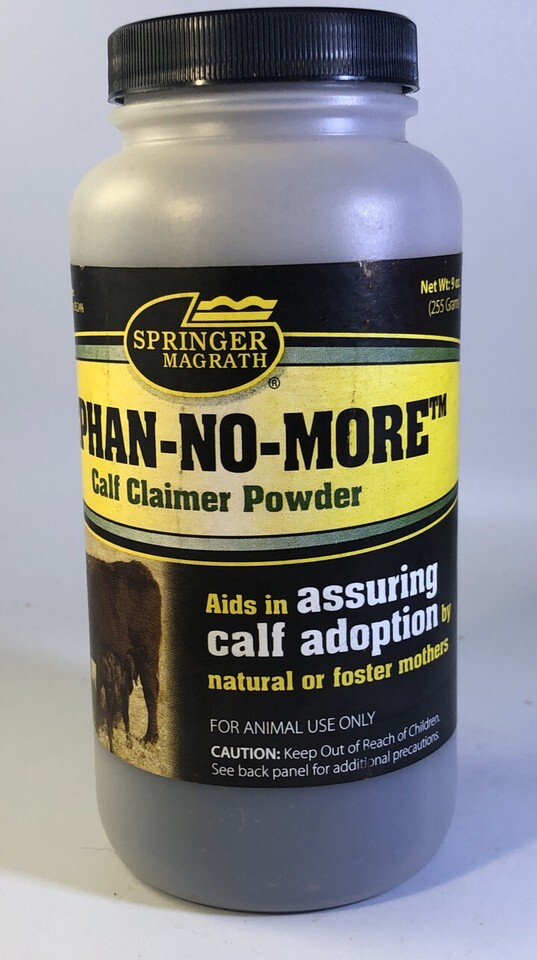 Net Wt: 9 oz.
(255 Grams
SPRINGER
MAGRATH
®
PHAN-NO-MORE™
Calf Claimer Powder
Aids in assuring
calf adoption by
natural or foster mothers
FOR ANIMAL USE ONLY
CAUTION: Keep Out of Reach of Children.
See back panel for additional precautions.